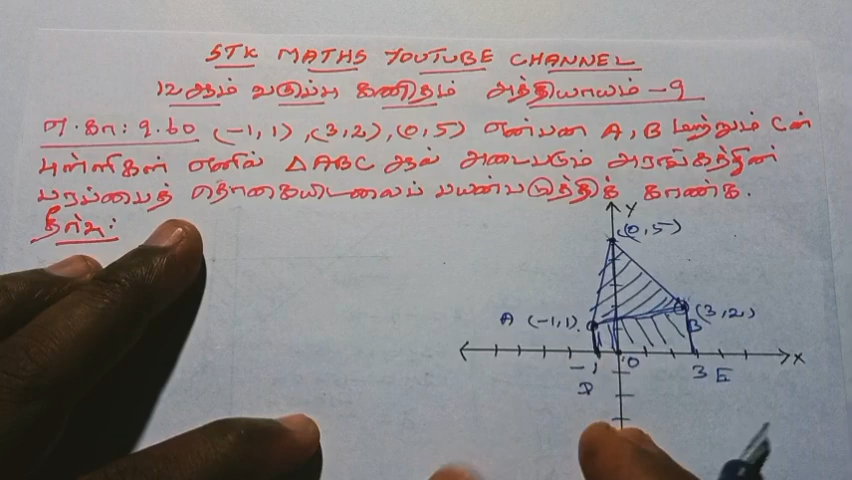 STK MATHS YOUTUBE CHANNEL
12ஆம் வகுப்பு கணிதம் அத்தியாயம் - 9
எ.கா: 9.60 (-1,1), (3,2), (0,5) என்பன A, B மற்றும் C ன்
புள்ளிகள் எனில் ΔABC ஆல் அடைபடும் அரங்கத்தின்
பரப்பைத் தொகையிடலைப் பயன்படுத்திக் காண்க.
தீர்வு:
Y
(0,5)
A (-1,1)
(3,2)
B
X
-1
0
3 E
D